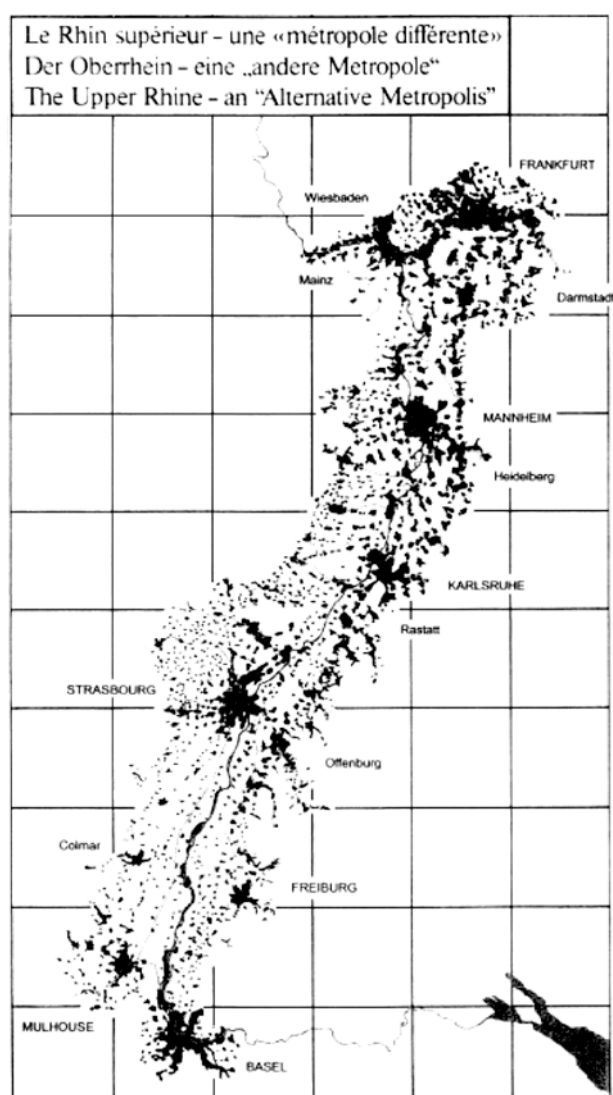 Le Rhin supérieur – une «métropole différente»
Der Oberrhein – eine „andere Metropole“
The Upper Rhine – an “Alternative Metropolis”
FRANKFURT
Wiesbaden
Mainz
Darmstadt
MANNHEIM
Heidelberg
KARLSRUHE
Rastatt
STRASBOURG
Offenburg
Colmar
FREIBURG
MULHOUSE
BASEL